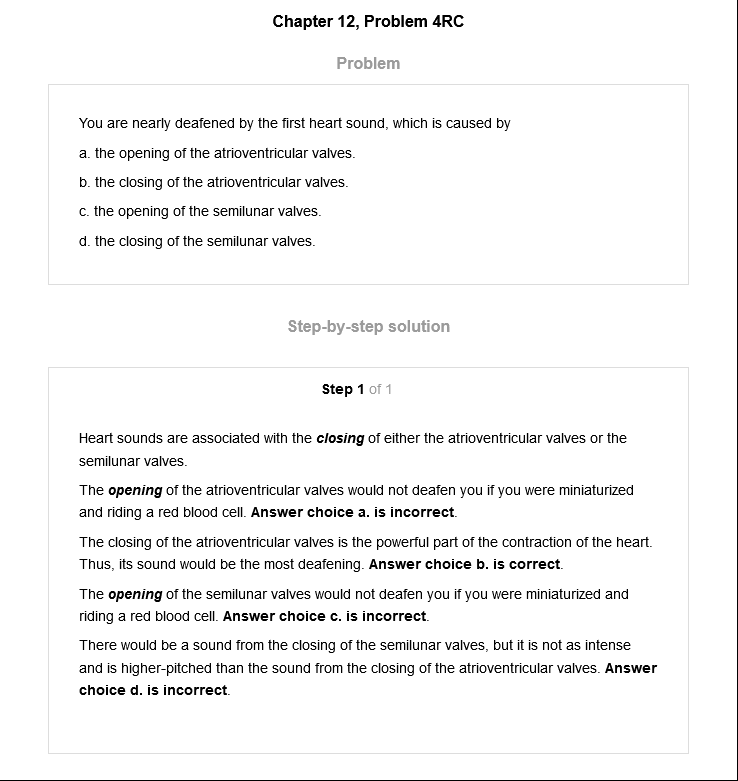 Chapter 12, Problem 4RC
Problem
You are nearly deafened by the first heart sound, which is caused by
a. the opening of the atrioventricular valves.
b. the closing of the atrioventricular valves.
c. the opening of the semilunar valves.
d. the closing of the semilunar valves.
Step-by-step solution
Step 1 of 1
Heart sounds are associated with the closing of either the atrioventricular valves or the
semilunar valves.
The opening of the atrioventricular valves would not deafen you if you were miniaturized
and riding a red blood cell. Answer choice a. is incorrect.
The closing of the atrioventricular valves is the powerful part of the contraction of the heart.
Thus, its sound would be the most deafening. Answer choice b. is correct.
The opening of the semilunar valves would not deafen you if you were miniaturized and
riding a red blood cell. Answer choice c. is incorrect.
There would be a sound from the closing of the semilunar valves, but it is not as intense
and is higher-pitched than the sound from the closing of the atrioventricular valves. Answer
choice d. is incorrect.